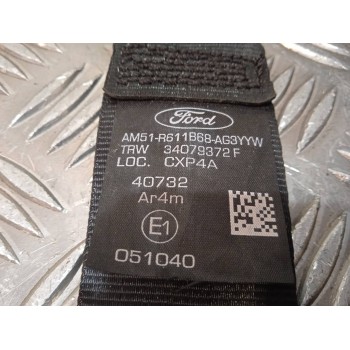 Ford
AM51-R611B68-AG3YYW
TRW 34079372 F
LOC. CXP4A
40732
Ar4m
E1
051040